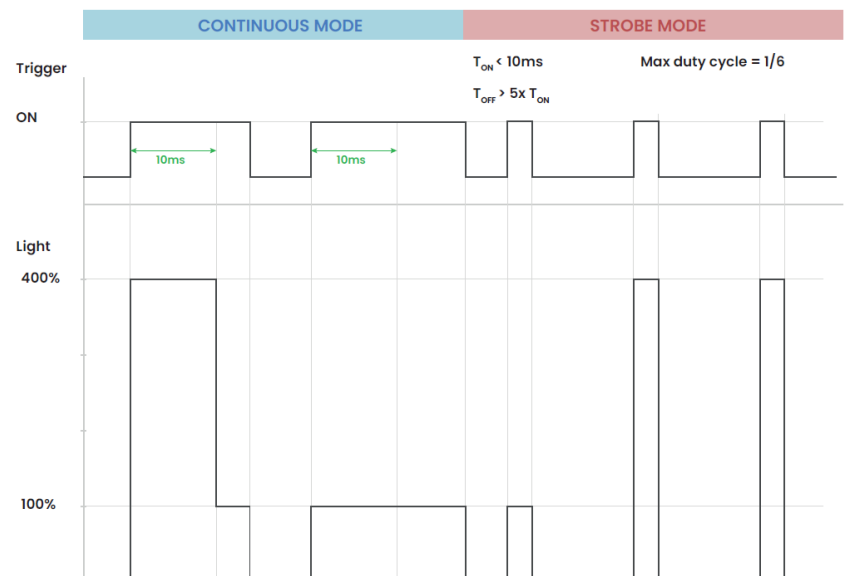 CONTINUOUS MODE
STROBE MODE
Trigger
TON < 10ms
Max duty cycle = 1/6
TOFF > 5x TON
ON
10ms
10ms
Light
400%
100%